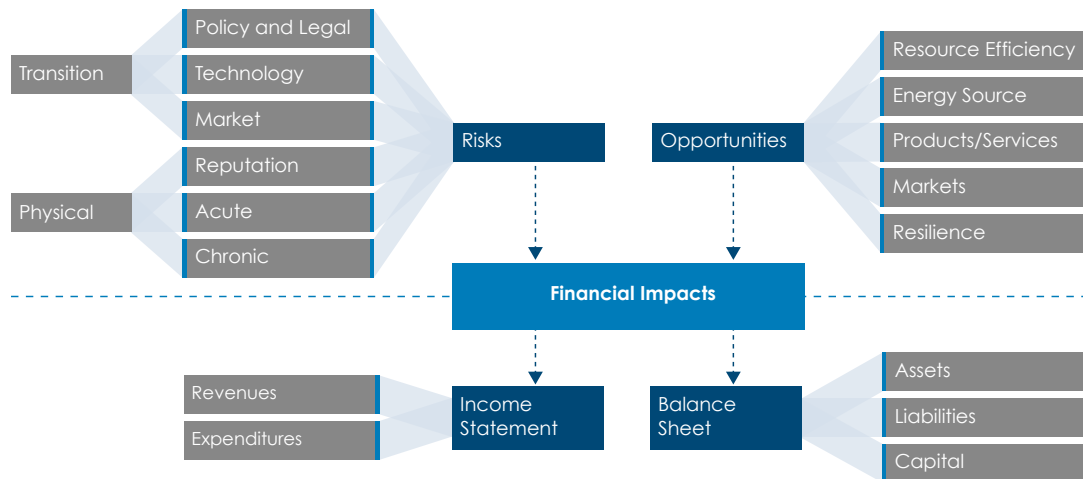 Transition
Physical
Policy and Legal
Technology
Market
Reputation
Acute
Chronic
Risks
Opportunities
Resource Efficiency
Energy Source
Products/Services
Markets
Resilience
Financial Impacts
Revenues
Expenditures
Income
Statement
Balance
Sheet
Assets
Liabilities
Capital